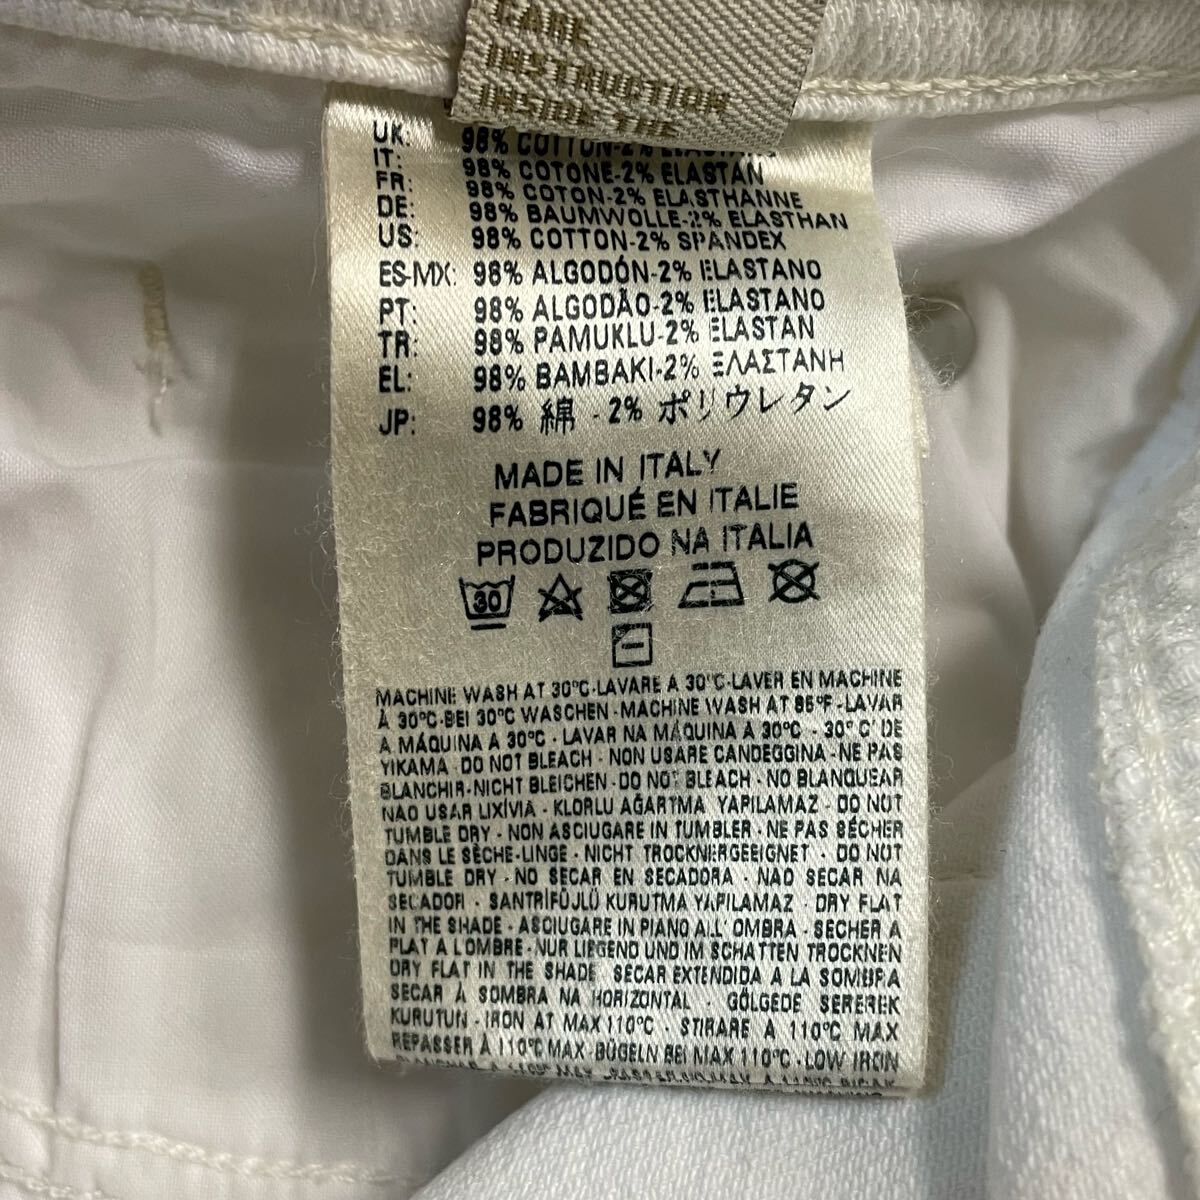 CARE
INSTRUCTION
INSIDE THE
UK: 98% COTTON-2% ELASTANE
IT: 98% COTONE-2% ELASTAN
FR: 98% COTON-2% ELASTHANNE
DE: 98% BAUMWOLLE-2% ELASTHAN
US: 98% COTTON-2% SPANDEX
ES-MX: 98% ALGODÓN-2% ELASTANO
PT: 98% ALGODÃO-2% ELASTANO
TR: 98% PAMUKLU-2% ELASTAN
EL: 98% BAMBAKI-2% ΞΛΑΣΤΑΝΗ
JP: 98% 綿 - 2% ポリウレタン
MADE IN ITALY
FABRIQUÉ EN ITALIE
PRODUZIDO NA ITALIA
30
MACHINE WASH AT 30°C-LAVARE A 30°C-LAVER EN MACHINE
À 30°C-BEI 30°C WASCHEN-MACHINE WASH AT 85°F-LAVAR
A MÁQUINA A 30°C - LAVAR NA MÁQUINA A 30°C - 30° C' DE
YIKAMA - DO NOT BLEACH - NON USARE CANDEGGINA - NE PAS
BLANCHIR-NICHT BLEICHEN-DO NOT BLEACH - NO BLANQUEAR
NAO USAR LIXÍVIA - KLORLU AĞARTMA YAPILAMAZ - DO NOT
TUMBLE DRY - NON ASCIUGARE IN TUMBLER - NE PAS SÉCHER
DANS LE SÈCHE-LINGE - NICHT TROCKNERGEEIGNET - DO NOT
TUMBLE DRY - NO SECAR EN SECADORA - NAO SECAR NA
SECADOR - SANTRİFÜJLÜ KURUTMA YAPILAMAZ - DRY FLAT
IN THE SHADE - ASCIUGARE IN PIANO ALL' OMBRA - SÉCHER À
PLAT A L'OMBRE - NUR LIEGEND UND IM SCHATTEN TROCKNEN
DRY FLAT IN THE SHADE SECAR EXTENDIDA A LA SOMBRA
SECAR À SOMBRA NA HORIZONTAL - GÖLGEDE SEREREK
KURUTUN - IRON AT MAX 110°C - STIRARE A 110°C MAX
REPASSER À 110°C MAX - BÜGELN BEI MAX 110°C - LOW IRON